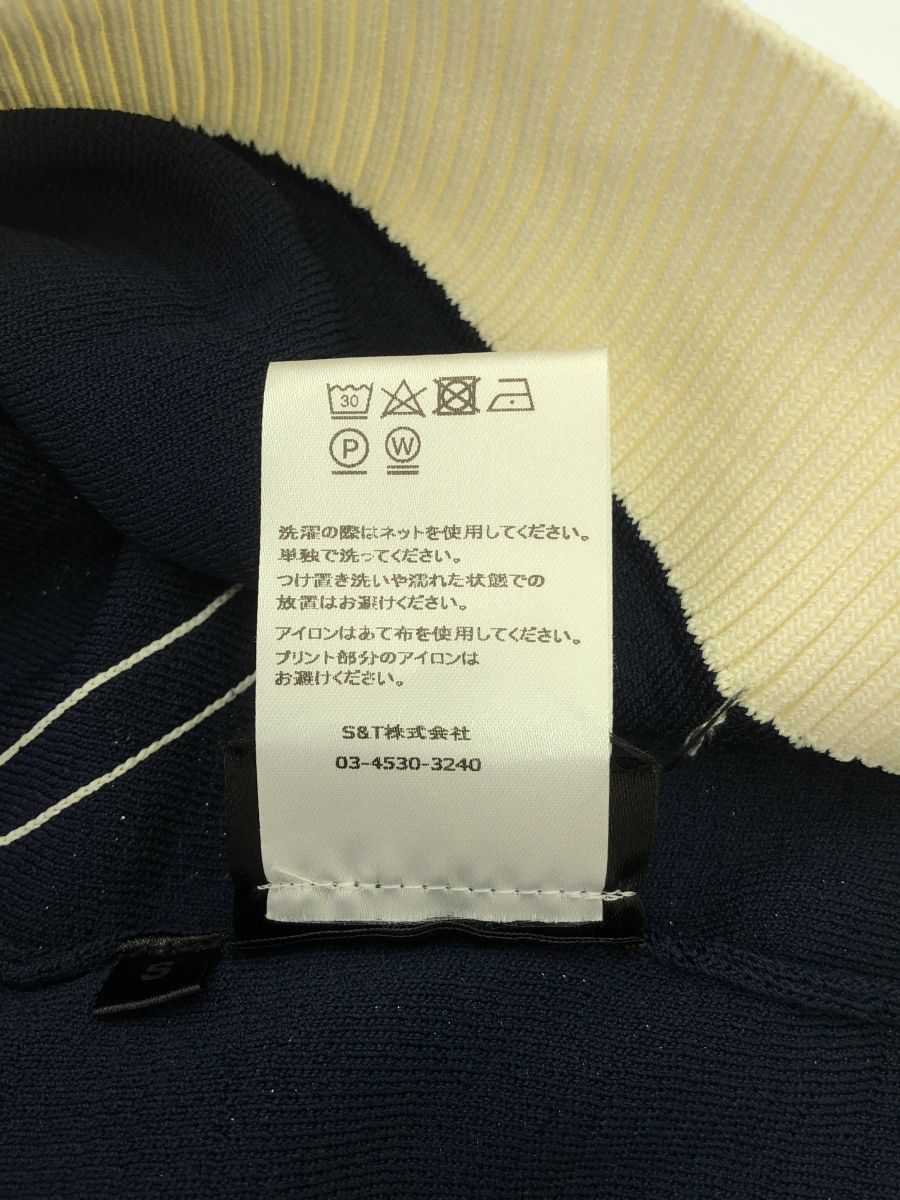 30
P W
洗濯の際はネットを使用してください。
単独で洗ってください。
つけ置き洗いや濡れた状態での
放置はお避けください。
アイロンはあて布を使用してください。
プリント部分のアイロンは
お避けください。
S&T株式会社
03-4530-3240
S